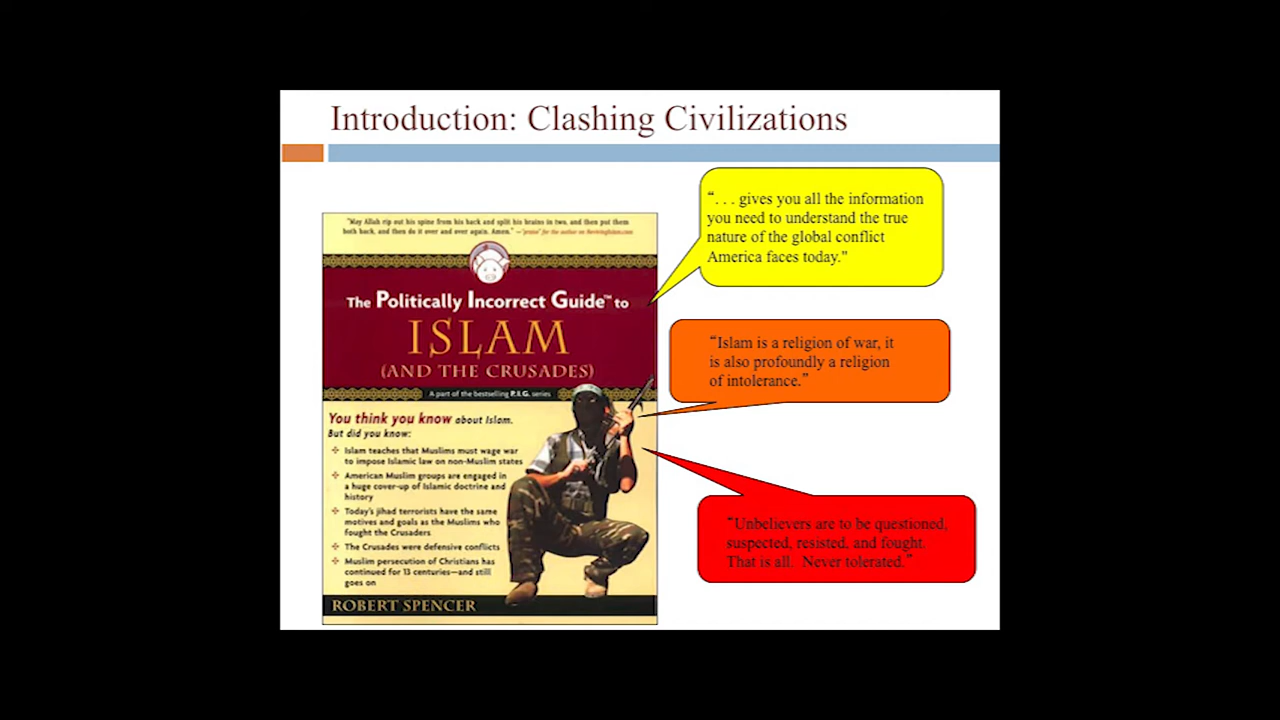 Introduction: Clashing Civilizations
"May Allah rip out his spine from his back and split his brains in two, and then put them
both back, and then do it over and over again. Amen." —"praise" for the author on RevivingIslam.com
The Politically Incorrect Guide™ to
ISLAM
(AND THE CRUSADES)
A part of the bestselling P.I.G. series
You think you know about Islam.
But did you know:
Islam teaches that Muslims must wage war
to impose Islamic law on non-Muslim states
American Muslim groups are engaged in
a huge cover-up of Islamic doctrine and
history
Today's jihad terrorists have the same
motives and goals as the Muslims who
fought the Crusaders
The Crusades were defensive conflicts
Muslim persecution of Christians has
continued for 13 centuries—and still
goes on
ROBERT SPENCER
". . . gives you all the information
you need to understand the true
nature of the global conflict
America faces today."
"Islam is a religion of war, it
is also profoundly a religion
of intolerance."
"Unbelievers are to be questioned,
suspected, resisted, and fought.
That is all. Never tolerated."